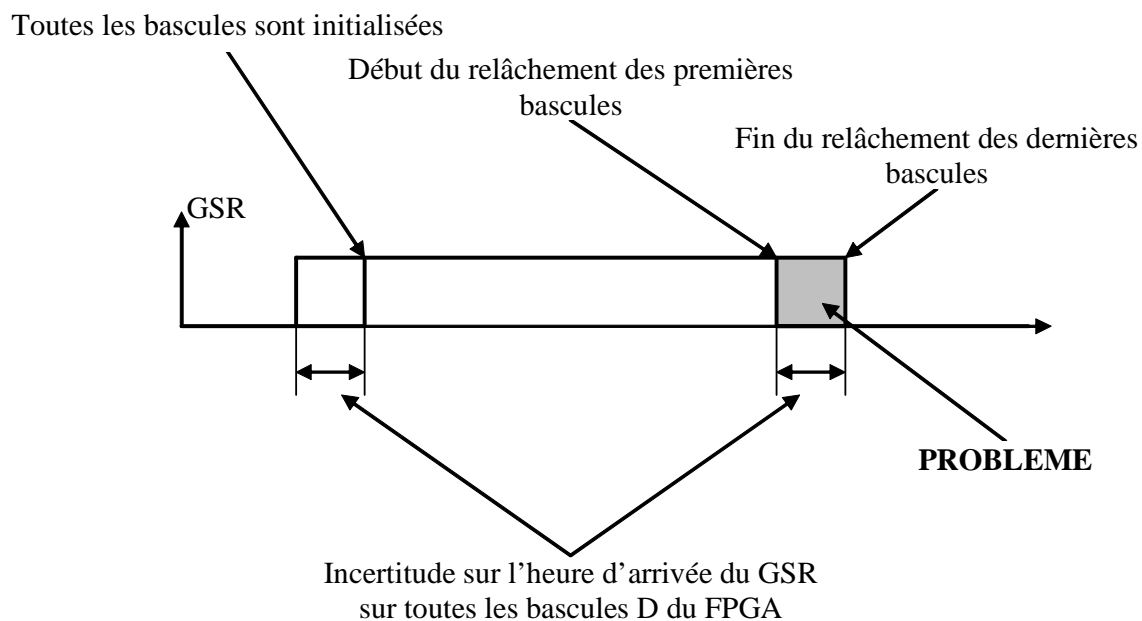 Toutes les bascules sont initialisées
Début du relâchement des premières
bascules
Fin du relâchement des dernières
bascules
GSR
PROBLEME
Incertitude sur l’heure d’arrivée du GSR
sur toutes les bascules D du FPGA